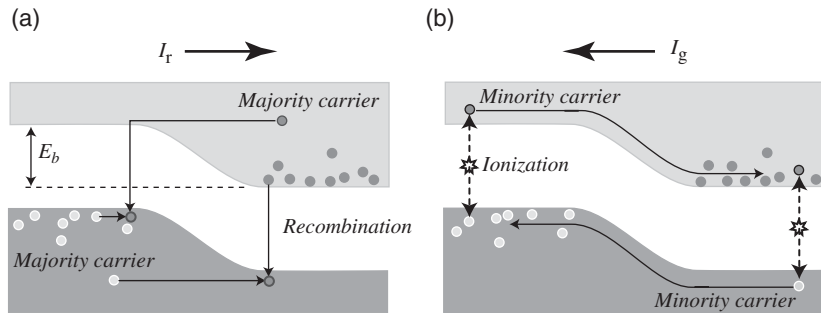 (a)
I_r
Majority carrier
E_b
Recombination
Majority carrier
(b)
I_g
Minority carrier
Ionization
Minority carrier